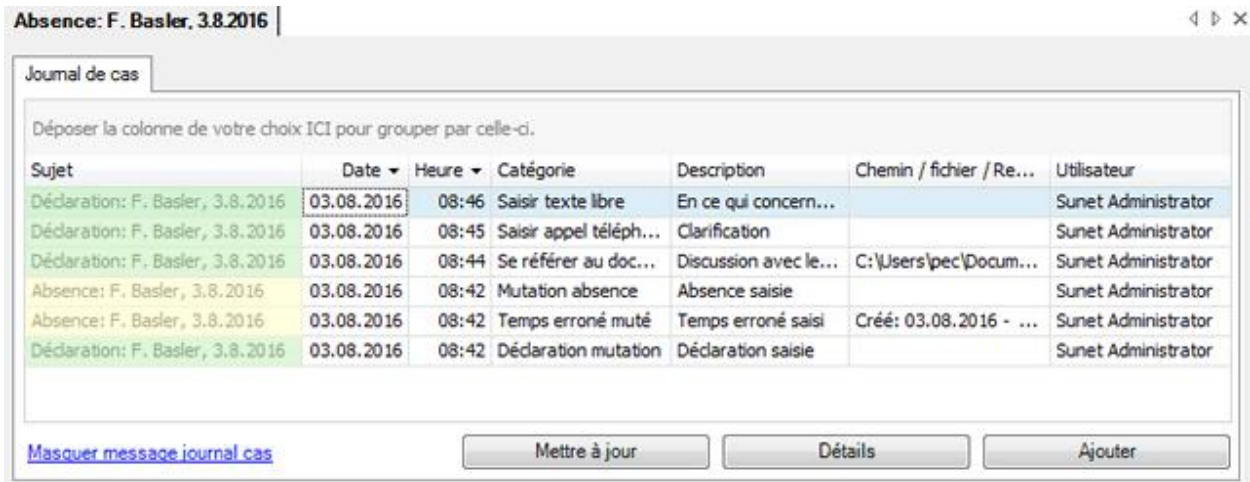 Absence: F. Basler, 3.8.2016
Journal de cas
Déposer la colonne de votre choix ICI pour grouper par celle-ci.
Sujet Date Heure Catégorie Description Chemin / fichier / Re... Utilisateur
Déclaration: F. Basler, 3.8.2016 03.08.2016 08:46 Saisir texte libre En ce qui concern... Sunet Administrator
Déclaration: F. Basler, 3.8.2016 03.08.2016 08:45 Saisir appel téléph... Clarification Sunet Administrator
Déclaration: F. Basler, 3.8.2016 03.08.2016 08:44 Se référer au doc... Discussion avec le... C:\Users\pec\Docum... Sunet Administrator
Absence: F. Basler, 3.8.2016 03.08.2016 08:42 Mutation absence Absence saisie Sunet Administrator
Absence: F. Basler, 3.8.2016 03.08.2016 08:42 Temps erroné muté Temps erroné saisi Créé: 03.08.2016 - ... Sunet Administrator
Déclaration: F. Basler, 3.8.2016 03.08.2016 08:42 Déclaration mutation Déclaration saisie Sunet Administrator
Masquer message journal cas Mettre à jour Détails Ajouter